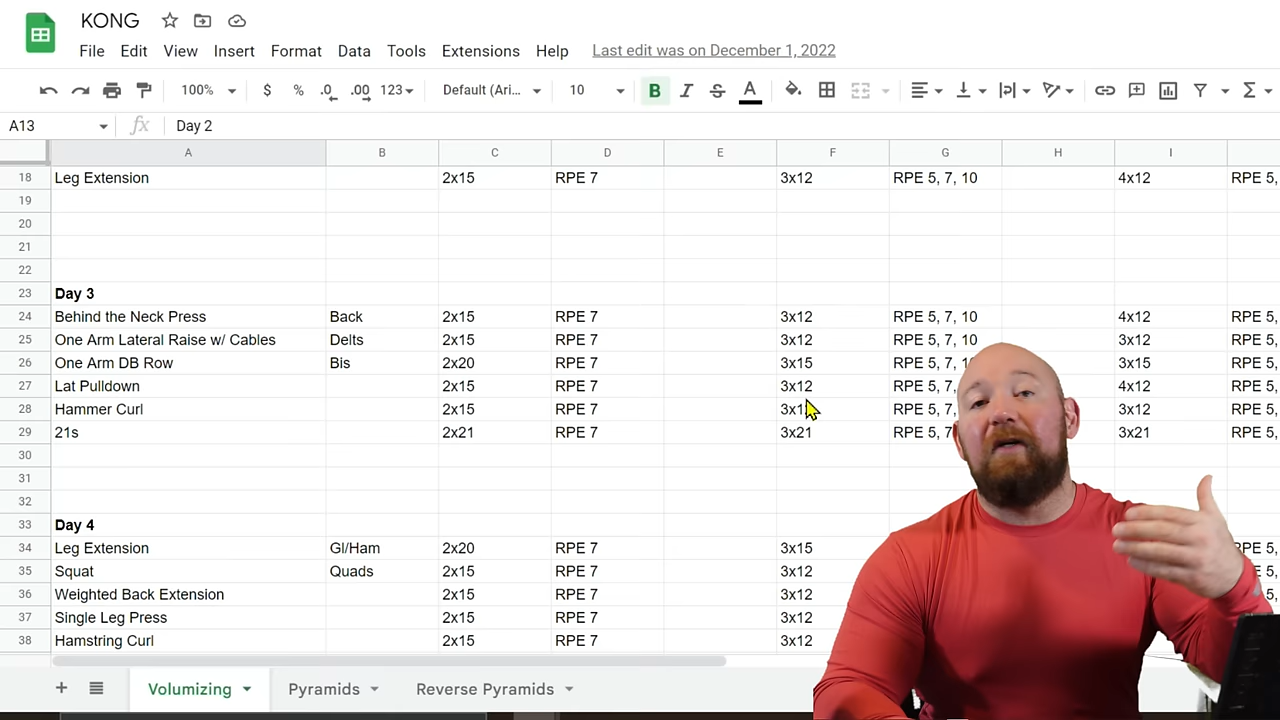 KONG
File Edit View Insert Format Data Tools Extensions Help Last edit was on December 1, 2022
100% $ % .0 .00 123 Default (Ari... 10 B I S A Σ
A13 fx Day 2
A B C D E F G H I
18 Leg Extension 2x15 RPE 7 3x12 RPE 5, 7, 10 4x12 RPE 5,
19
20
21
22
23 Day 3
24 Behind the Neck Press Back 2x15 RPE 7 3x12 RPE 5, 7, 10 4x12 RPE 5,
25 One Arm Lateral Raise w/ Cables Delts 2x15 RPE 7 3x12 RPE 5, 7, 10 3x12 RPE 5,
26 One Arm DB Row Bis 2x20 RPE 7 3x15 RPE 5, 7, 10 3x15 RPE 5,
27 Lat Pulldown 2x15 RPE 7 3x12 RPE 5, 7, 4x12 RPE 5,
28 Hammer Curl 2x15 RPE 7 RPE 5, 7, 3x12 RPE 5,
29 21s 2x21 RPE 7 3x21 RPE 5, 7 3x21 RPE 5,
30
31
32
33 Day 4
34 Leg Extension Gl/Ham 2x20 RPE 7 3x15 RPE 5,
35 Squat Quads 2x15 RPE 7 3x12
36 Weighted Back Extension 2x15 RPE 7 3x12
37 Single Leg Press 2x15 RPE 7 3x12
38 Hamstring Curl 2x15 RPE 7 3x12
+ Volumizing Pyramids Reverse Pyramids